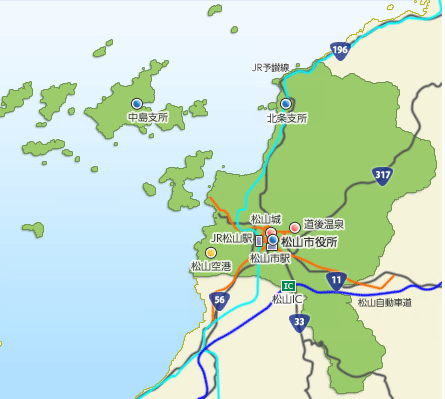 196
JR予讃線
中島支所
北条支所
317
松山城
道後温泉
JR松山駅
松山市役所
松山市駅
松山空港
11
IC
松山IC
松山自動車道
56
33